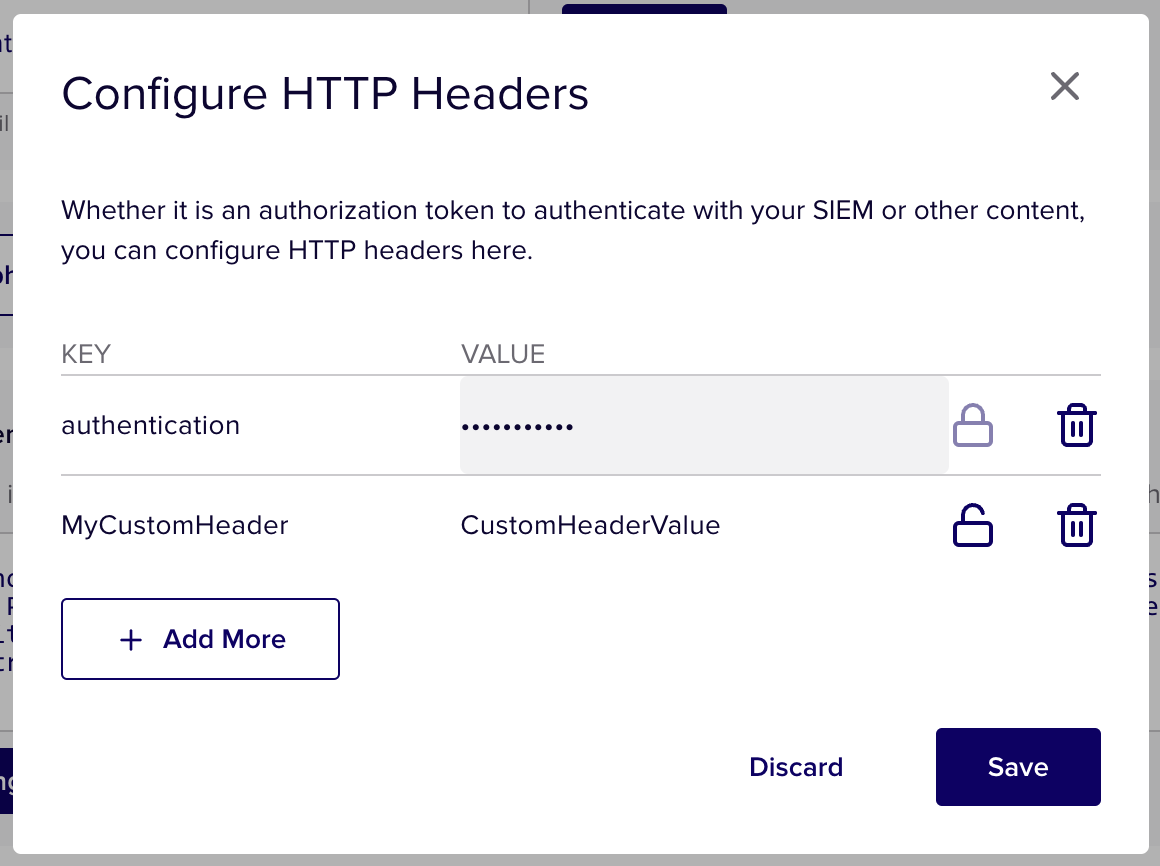 Configure HTTP Headers
Whether it is an authorization token to authenticate with your SIEM or other content,
you can configure HTTP headers here.
KEY VALUE
authentication •••••••••••
MyCustomHeader CustomHeaderValue
+ Add More
Discard Save